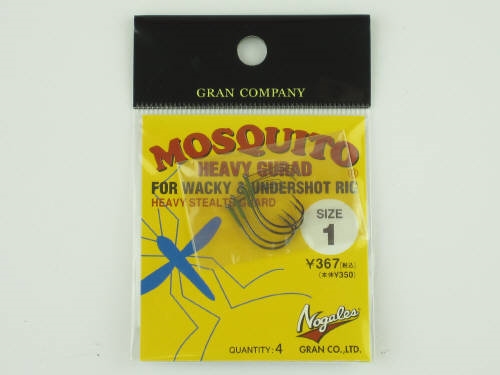 GRAN COMPANY
MOSQUITO
HEAVY GURAD
FOR WACKY & UNDERSHOT RIG
HEAVY STEALTH GUARD
SIZE
1
¥367(税込)
(本体¥350)
Nogales
QUANTITY:4
GRAN CO.,LTD.